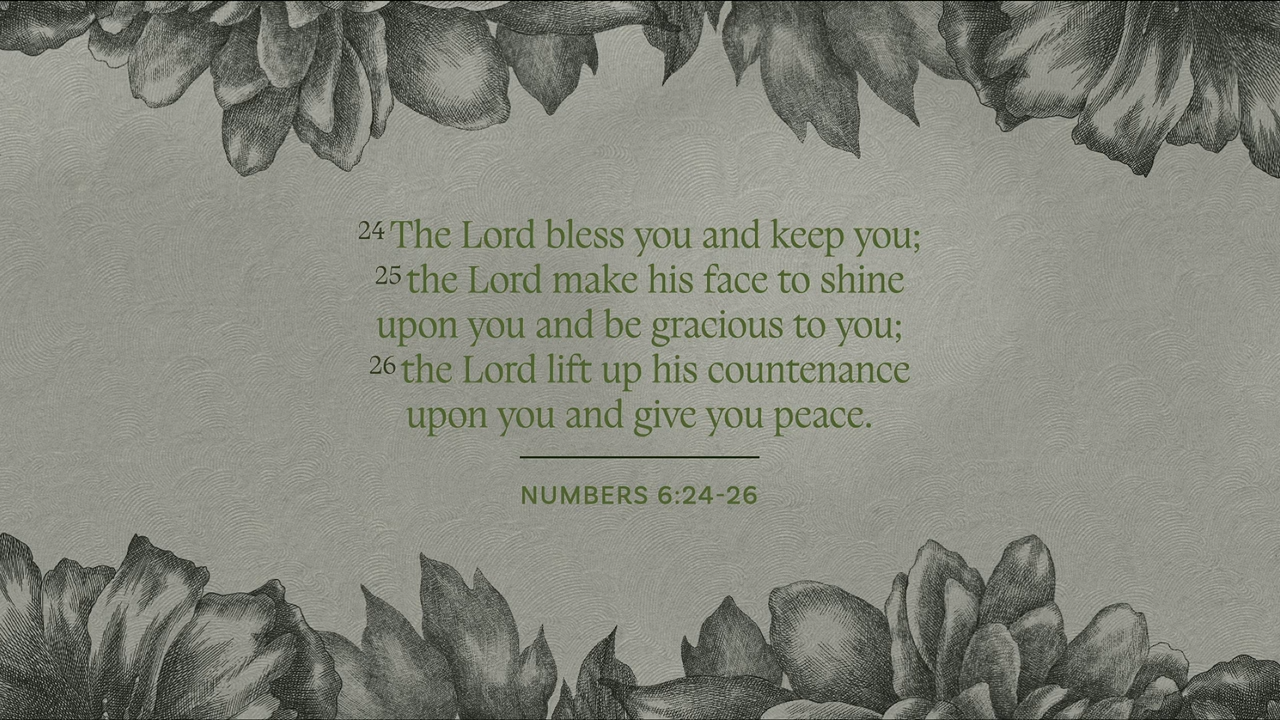 24 The Lord bless you and keep you;
25 the Lord make his face to shine
upon you and be gracious to you;
26 the Lord lift up his countenance
upon you and give you peace.
NUMBERS 6:24-26